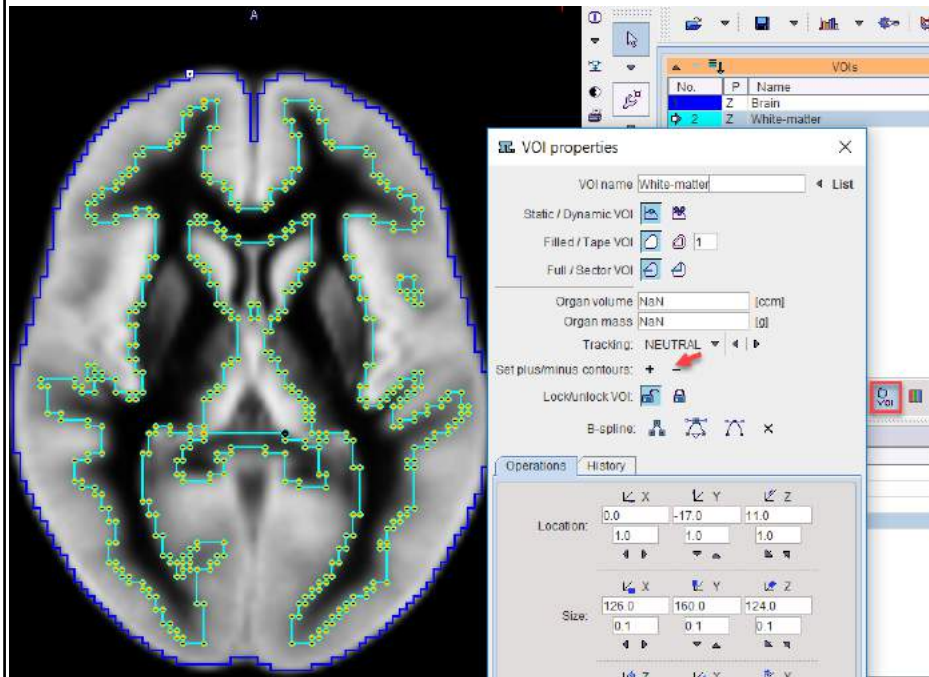 A
VOIs
No. P Name
Z Brain
2 Z White-matter
VOI properties
VOI name White-matter List
Static / Dynamic VOI
Filled / Tape VOI 1
Full / Sector VOI
Organ volume NaN [ccm]
Organ mass NaN [g]
Tracking: NEUTRAL
Set plus/minus contours: + −
Lock/unlock VOI:
VOI
B-spline:
Operations History
X Y Z
Location: 0.0 -17.0 11.0
1.0 1.0 1.0
X Y Z
Size: 126.0 160.0 124.0
0.1 0.1 0.1